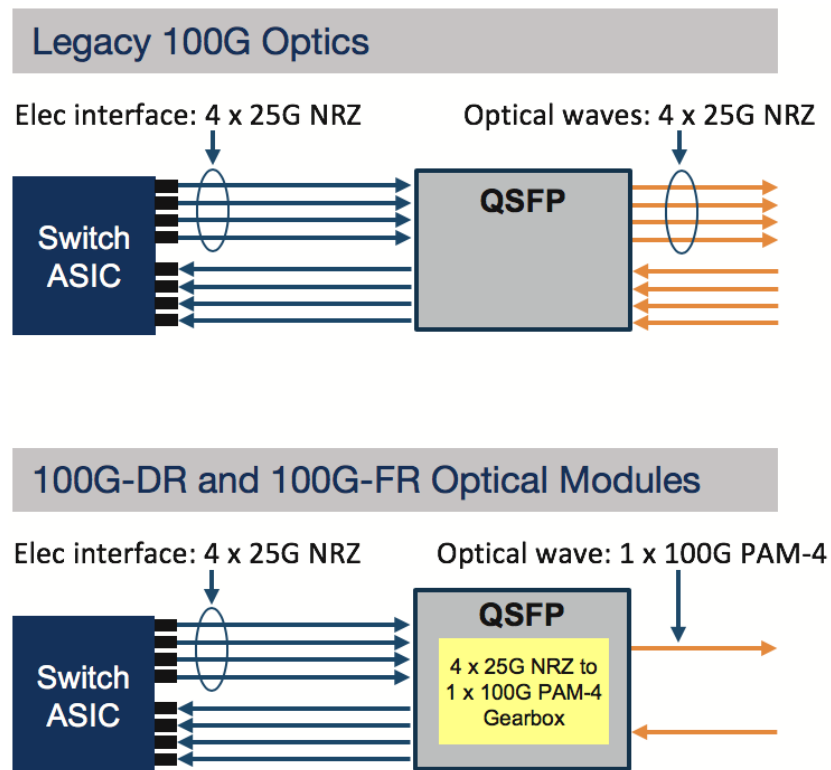 Legacy 100G Optics
Elec interface: 4 x 25G NRZ
Optical waves: 4 x 25G NRZ
Switch
ASIC
QSFP
100G-DR and 100G-FR Optical Modules
Elec interface: 4 x 25G NRZ
Optical wave: 1 x 100G PAM-4
Switch
ASIC
QSFP
4 x 25G NRZ to
1 x 100G PAM-4
Gearbox